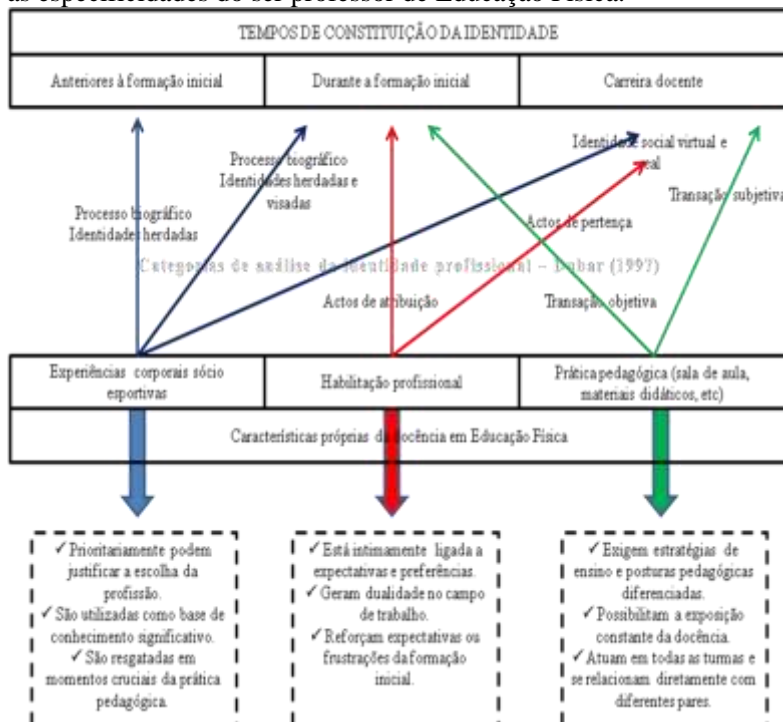 as especificidades do ser professor de Educação Física.
TEMPOS DE CONSTITUIÇÃO DA IDENTIDADE
Anteriores à formação inicial
Durante a formação inicial
Carreira docente
Identidade social virtual e
real
Processo biográfico
Identidades herdadas e
visadas
Transação subjetiva
Processo biográfico
Identidades herdadas
Actos de pertença
Categorias de análise da identidade profissional – Dubar (1997)
Actos de atribuição
Transação objetiva
Experiências corporais sócio
esportivas
Habilitação profissional
Prática pedagógica (sala de aula,
materiais didáticos, etc)
Características próprias da docência em Educação Física
✓ Prioritariamente podem
justificar a escolha da
profissão.
✓ São utilizadas como base de
conhecimento significativo.
✓ São resgatadas em
momentos cruciais da prática
pedagógica.
✓ Está intimamente ligada a
expectativas e preferências.
✓ Geram dualidade no campo
de trabalho.
✓ Reforçam expectativas ou
frustrações da formação
inicial.
✓ Exigem estratégias de
ensino e posturas pedagógicas
diferenciadas.
✓ Possibilitam a exposição
constante da docência.
✓ Atuam em todas as turmas e
se relacionam diretamente com
diferentes pares.